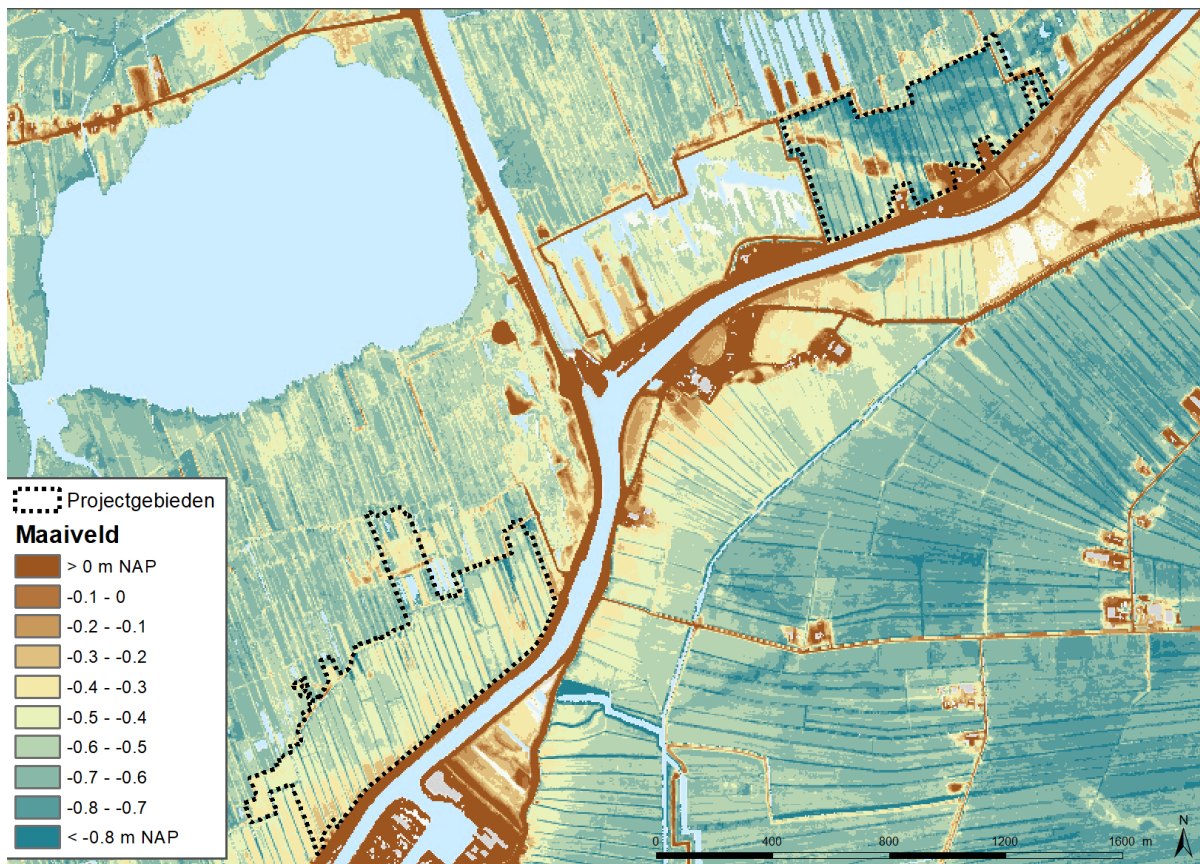 Projectgebieden
Maaiveld
> 0 m NAP
-0.1 - 0
-0.2 - -0.1
-0.3 - -0.2
-0.4 - -0.3
-0.5 - -0.4
-0.6 - -0.5
-0.7 - -0.6
-0.8 - -0.7
< -0.8 m NAP
N
0 400 800 1200 1600 m